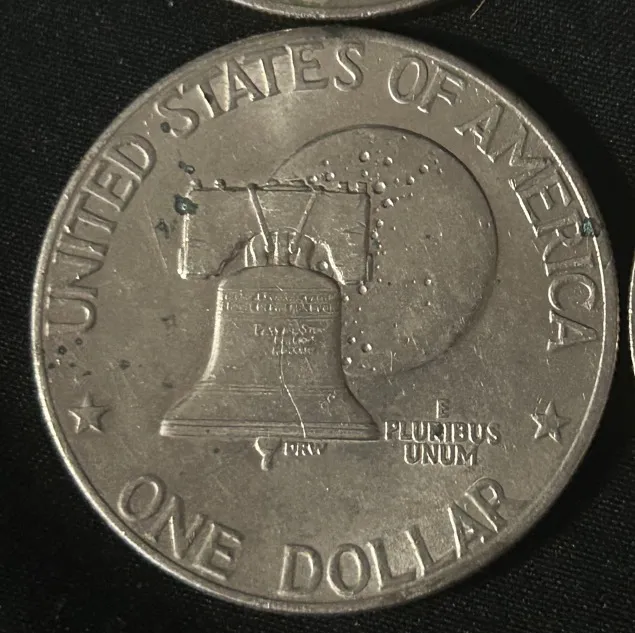 UNITED STATES OF AMERICA
E
PLURIBUS
UNUM
DRW
ONE DOLLAR